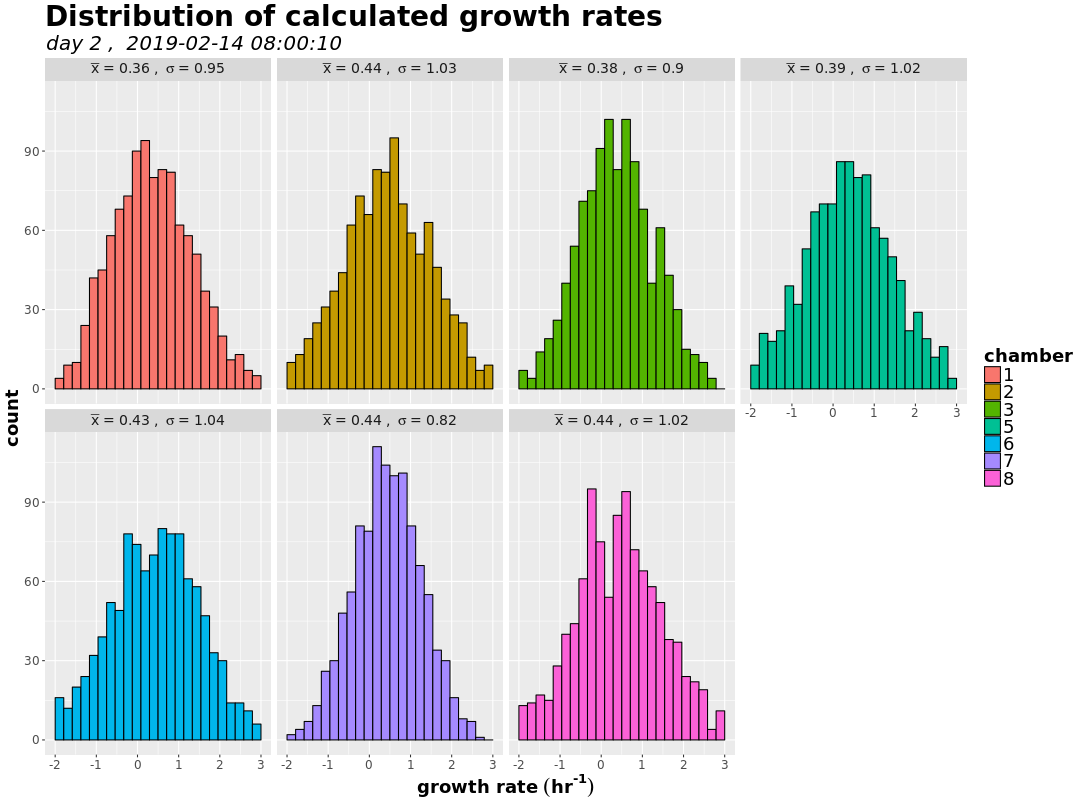 Distribution of calculated growth rates
day 2 ,  2019-02-14 08:00:10
x̅ = 0.36 ,  σ = 0.95
x̅ = 0.44 ,  σ = 1.03
x̅ = 0.38 ,  σ = 0.9
x̅ = 0.39 ,  σ = 1.02
90
60
30
0
-2 -1 0 1 2 3
chamber
1
2
3
5
6
7
8
count
x̅ = 0.43 ,  σ = 1.04
x̅ = 0.44 ,  σ = 0.82
x̅ = 0.44 ,  σ = 1.02
90
60
30
0
-2 -1 0 1 2 3
-2 -1 0 1 2 3
-2 -1 0 1 2 3
growth rate (hr⁻¹)